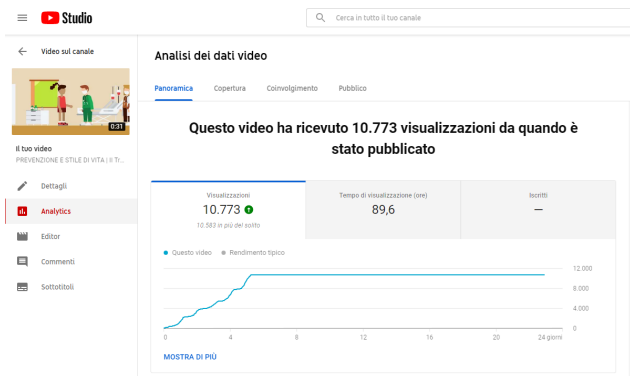 Studio
Cerca in tutto il tuo canale
Video sul canale
0:31
Il tuo video
PREVENZIONE E STILE DI VITA | Il Tr...
Dettagli
Analytics
Editor
Commenti
Sottotitoli
Analisi dei dati video
Panoramica Copertura Coinvolgimento Pubblico
Questo video ha ricevuto 10.773 visualizzazioni da quando è
stato pubblicato
Visualizzazioni
10.773
10.583 in più del solito
Tempo di visualizzazione (ore)
89,6
Iscritti
—
Questo video Rendimento tipico
12.000
8.000
4.000
0
0 4 8 12 16 20 24 giorni
MOSTRA DI PIÙ